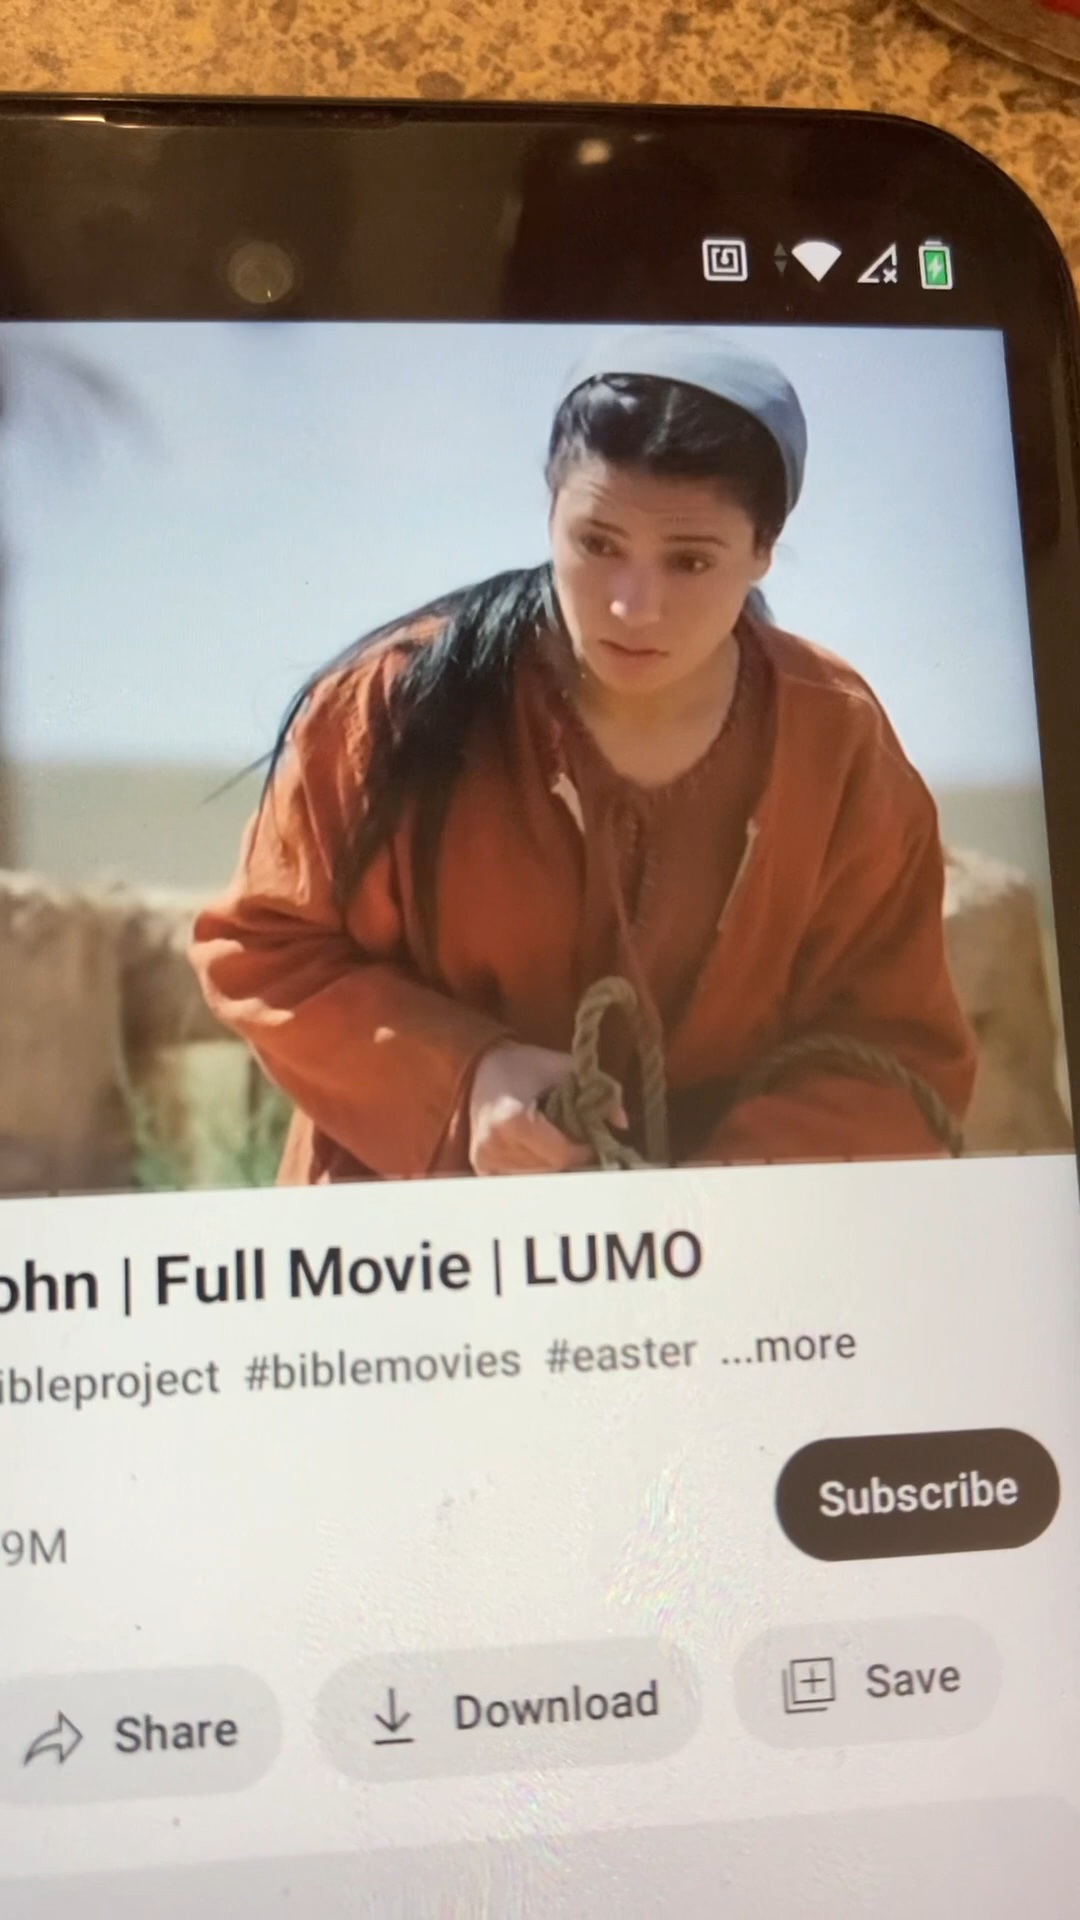 ohn | Full Movie | LUMO
ibleproject #biblemovies #easter ...more
9M
Subscribe
Share
Download
Save